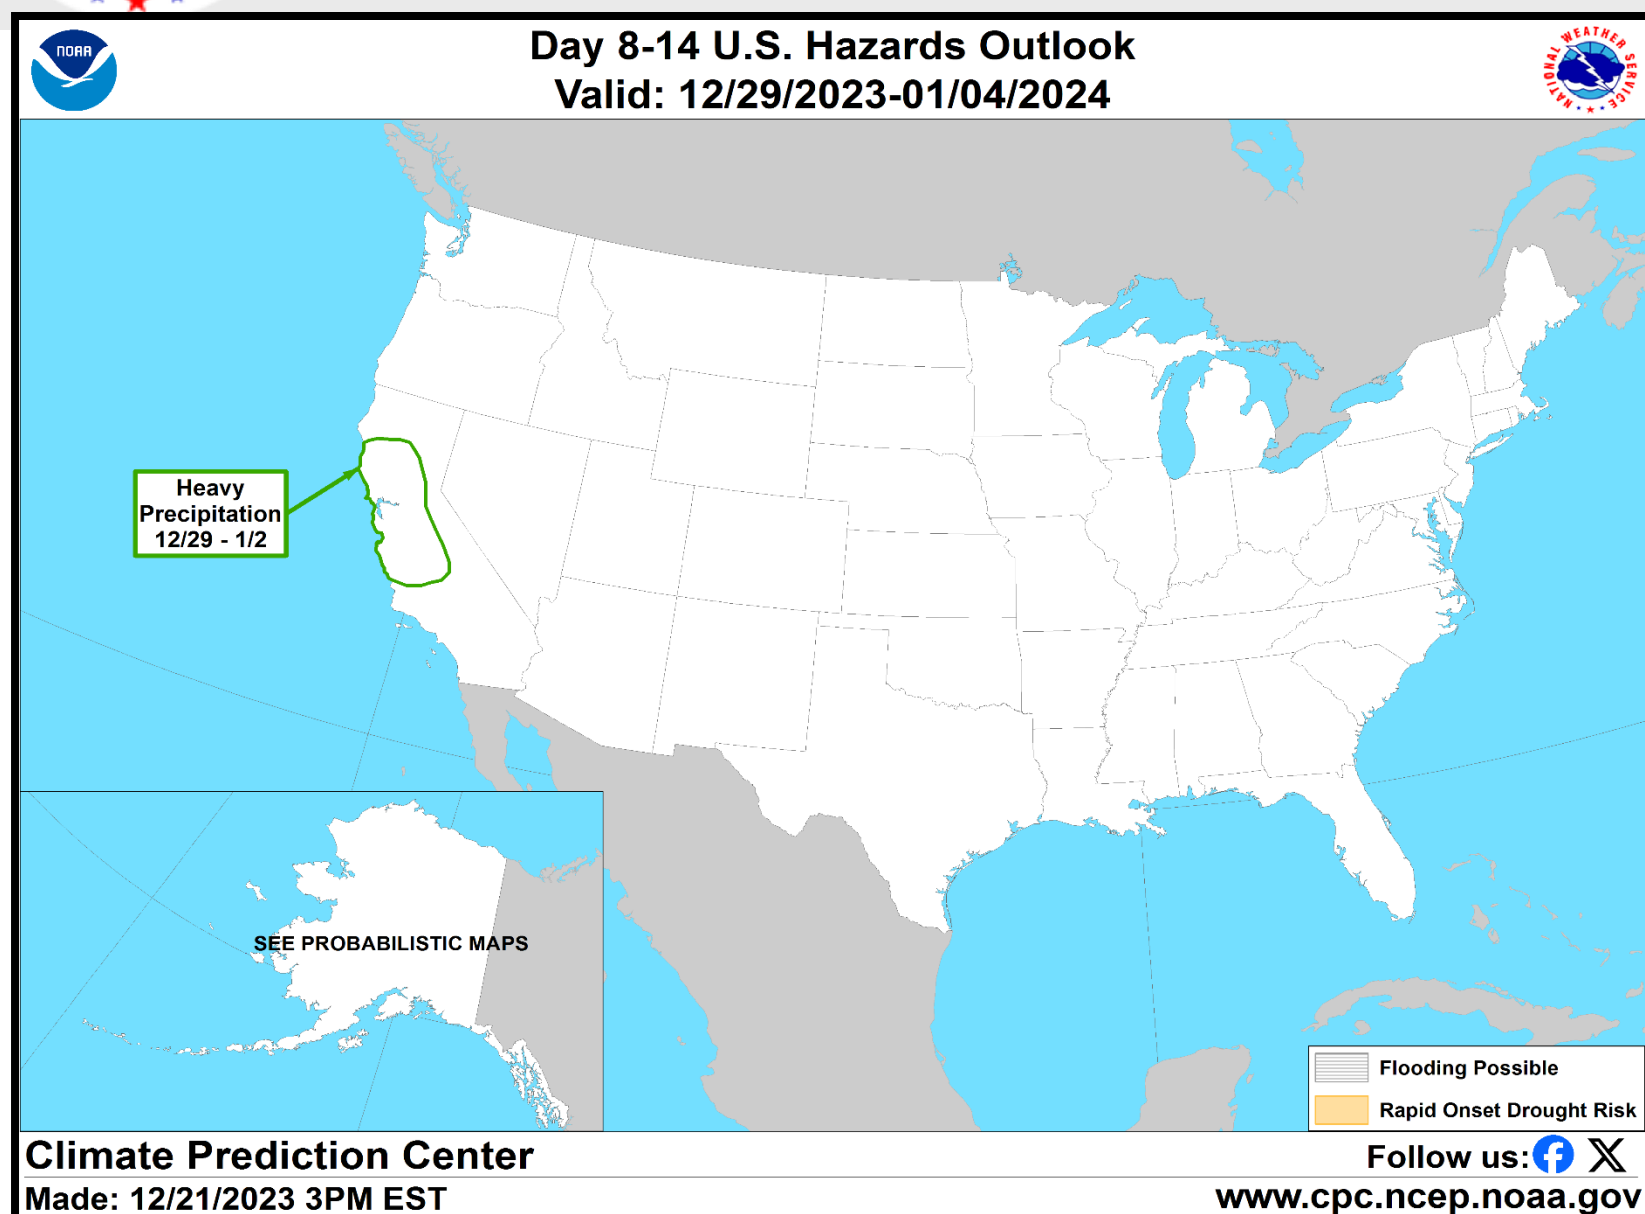 NOAA
Day 8-14 U.S. Hazards Outlook
Valid: 12/29/2023-01/04/2024
NATIONAL WEATHER SERVICE
Heavy
Precipitation
12/29 - 1/2
SEE PROBABILISTIC MAPS
Flooding Possible
Rapid Onset Drought Risk
Climate Prediction Center
Follow us:
Made: 12/21/2023 3PM EST
www.cpc.ncep.noaa.gov